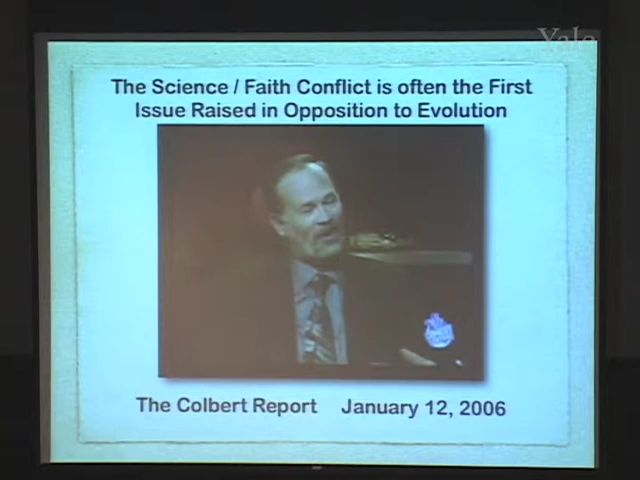 Yale
The Science / Faith Conflict is often the First
Issue Raised in Opposition to Evolution
The Colbert Report January 12, 2006